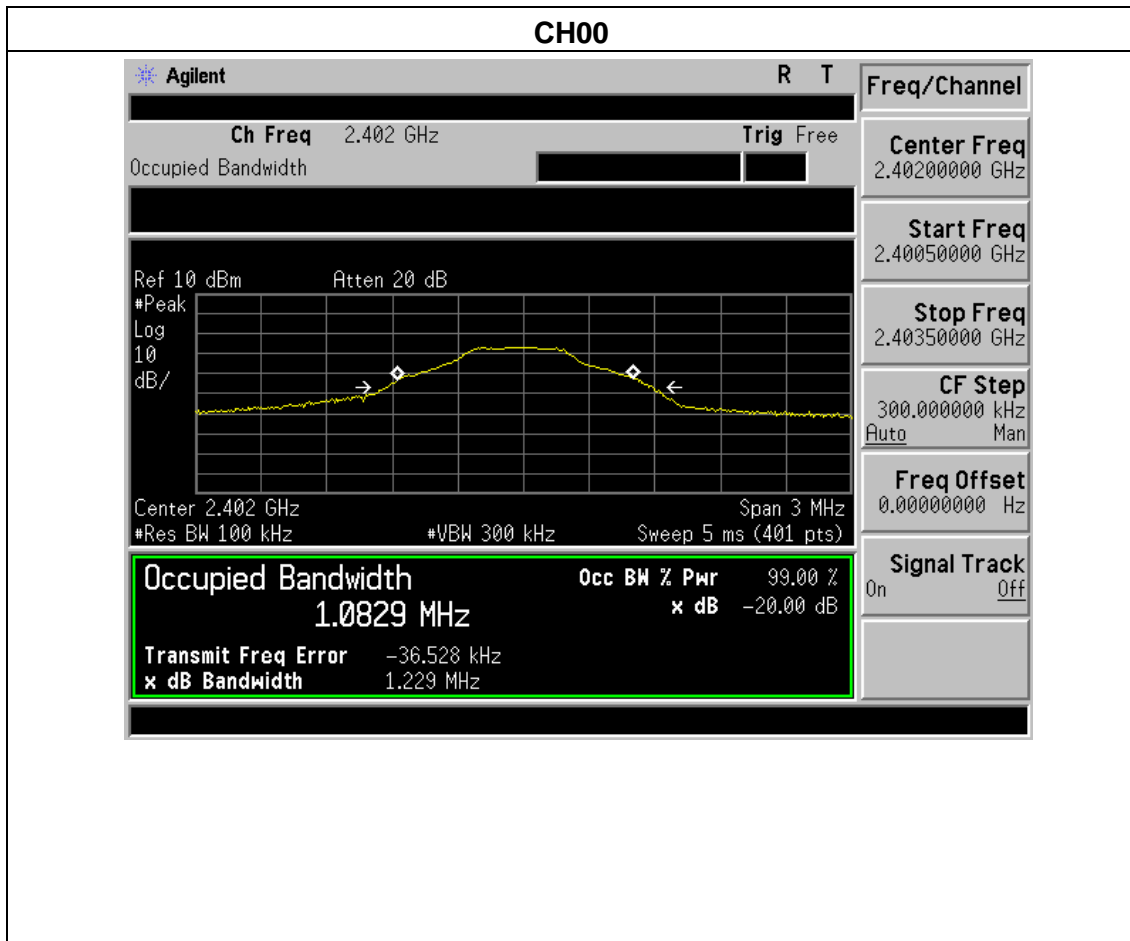 CH00
Agilent R T
Freq/Channel
Ch Freq 2.402 GHz Trig Free
Occupied Bandwidth
Center Freq
2.40200000 GHz
Start Freq
2.40050000 GHz
Stop Freq
2.40350000 GHz
CF Step
300.000000 kHz
Auto Man
Freq Offset
0.00000000 Hz
Signal Track
On Off
Ref 10 dBm Atten 20 dB
#Peak
Log
10
dB/
Center 2.402 GHz Span 3 MHz
#Res BW 100 kHz #VBW 300 kHz Sweep 5 ms (401 pts)
Occupied Bandwidth Occ BW % Pwr 99.00 %
1.0829 MHz x dB -20.00 dB
Transmit Freq Error -36.528 kHz
x dB Bandwidth 1.229 MHz